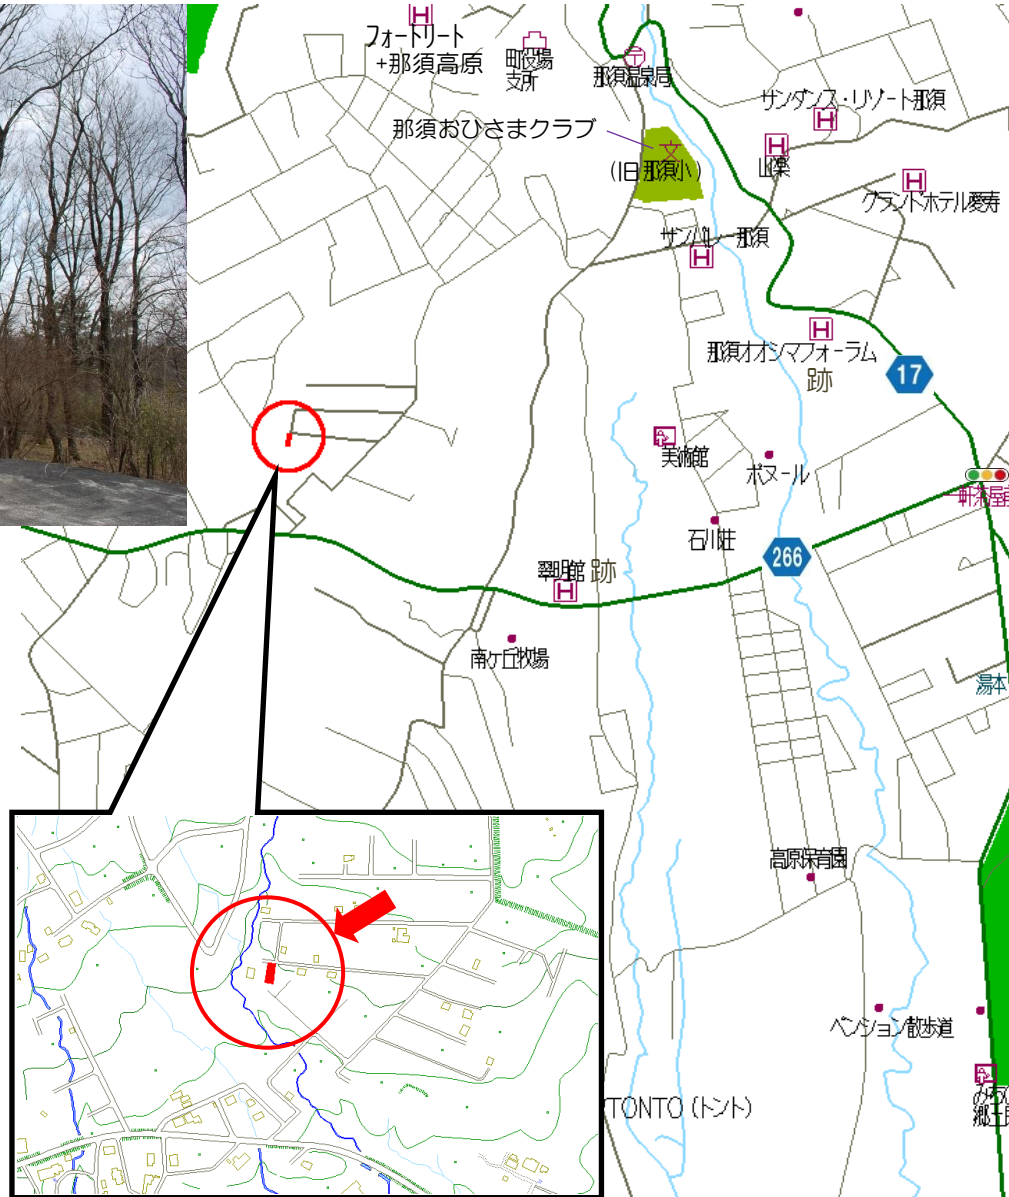 フォートリート
+那須高原
町役場
支所
那須温泉局
サンダンス・リゾート那須
那須おひさまクラブ
(旧那須小)
山楽
グランドホテル愛寿
サンバレー那須
那須オオシマフォーラム
跡
17
美術館
ボヌール
一軒茶屋前
石川荘
266
翠明館 跡
南ケ丘牧場
湯本
高原保育園
ペンション散歩道
TONTO (トント)